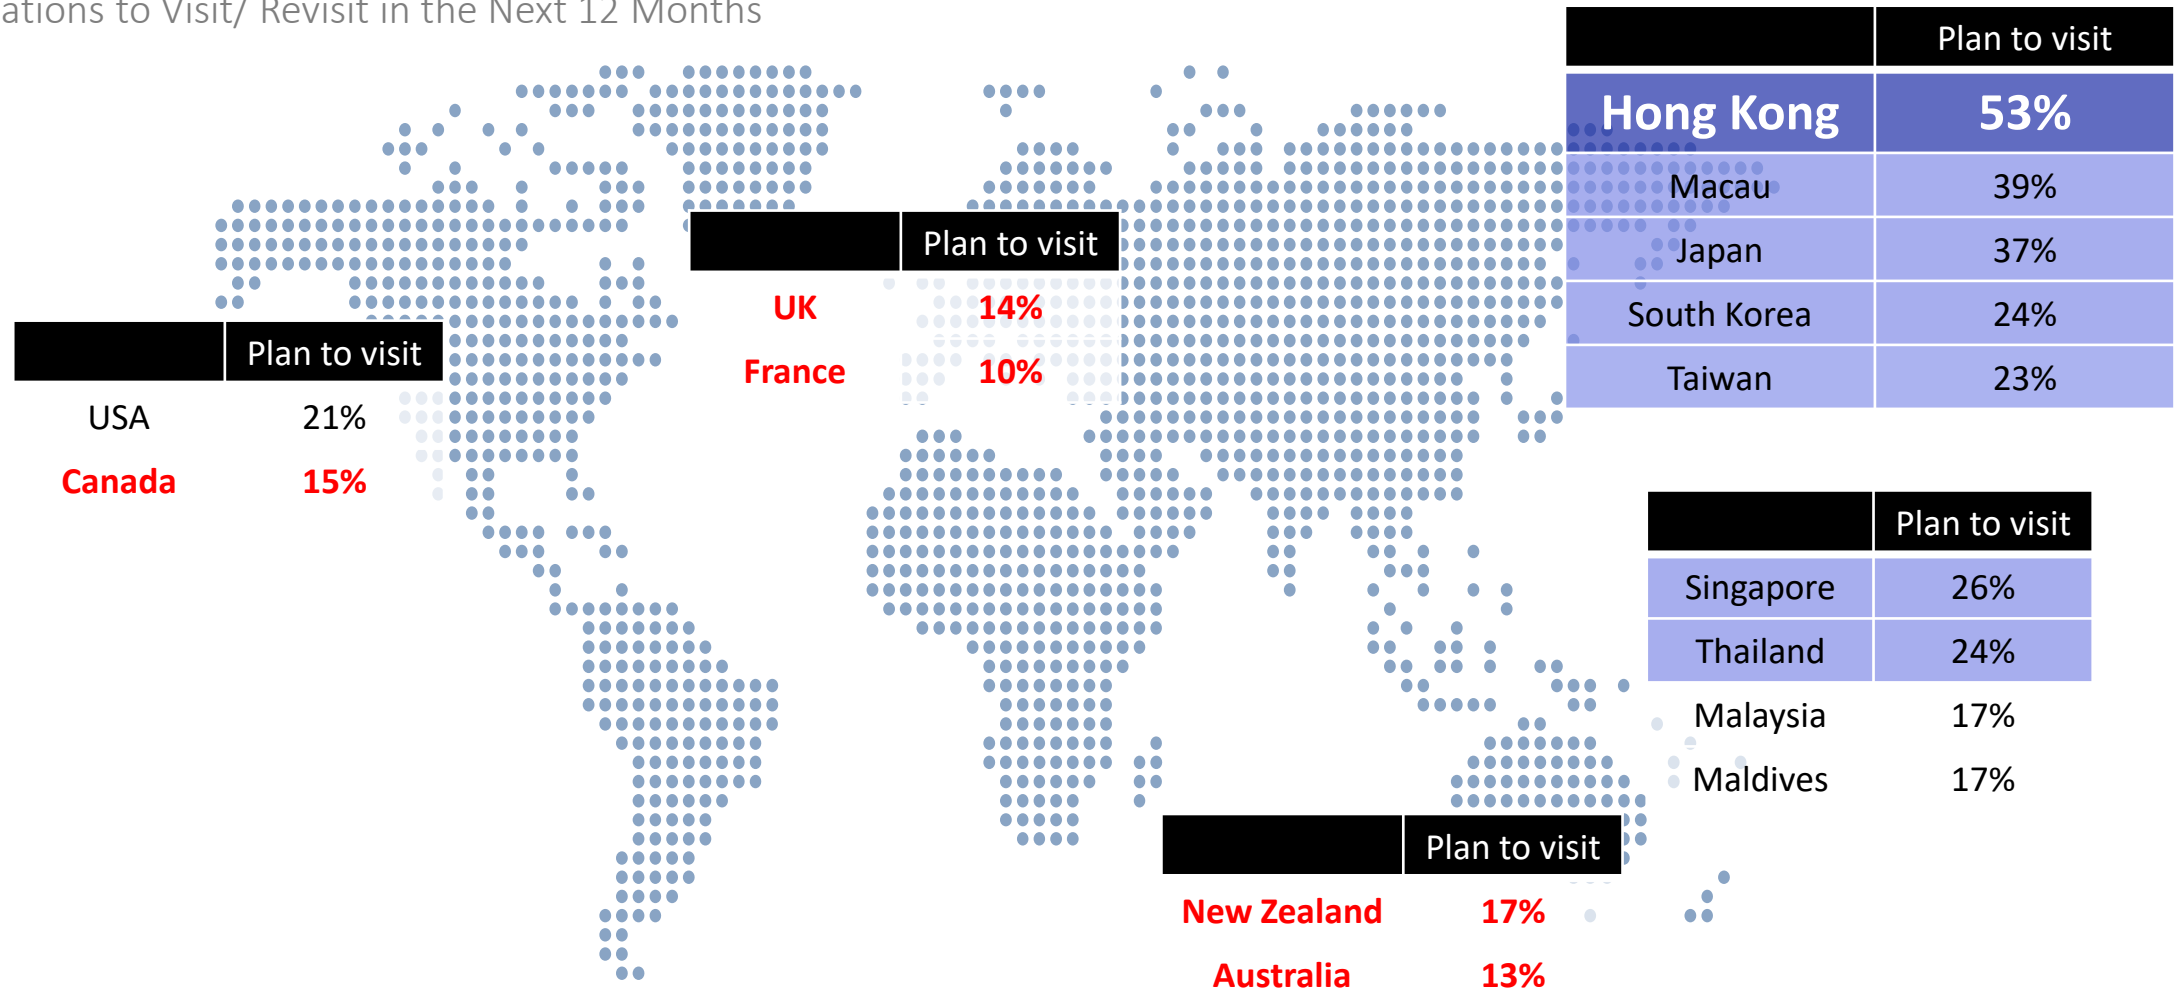 to Visit/ Revisit in the Next 12 Months
Plan to visit
Hong Kong 53%
Macau 39%
Japan 37%
South Korea 24%
Taiwan 23%
Plan to visit
UK 14%
France 10%
Plan to visit
USA 21%
Canada 15%
Plan to visit
Singapore 26%
Thailand 24%
Malaysia 17%
Maldives 17%
Plan to visit
New Zealand 17%
Australia 13%